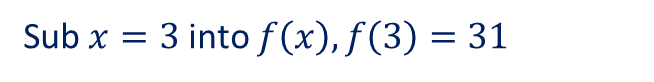 Sub x = 3 into f(x), f(3) = 31